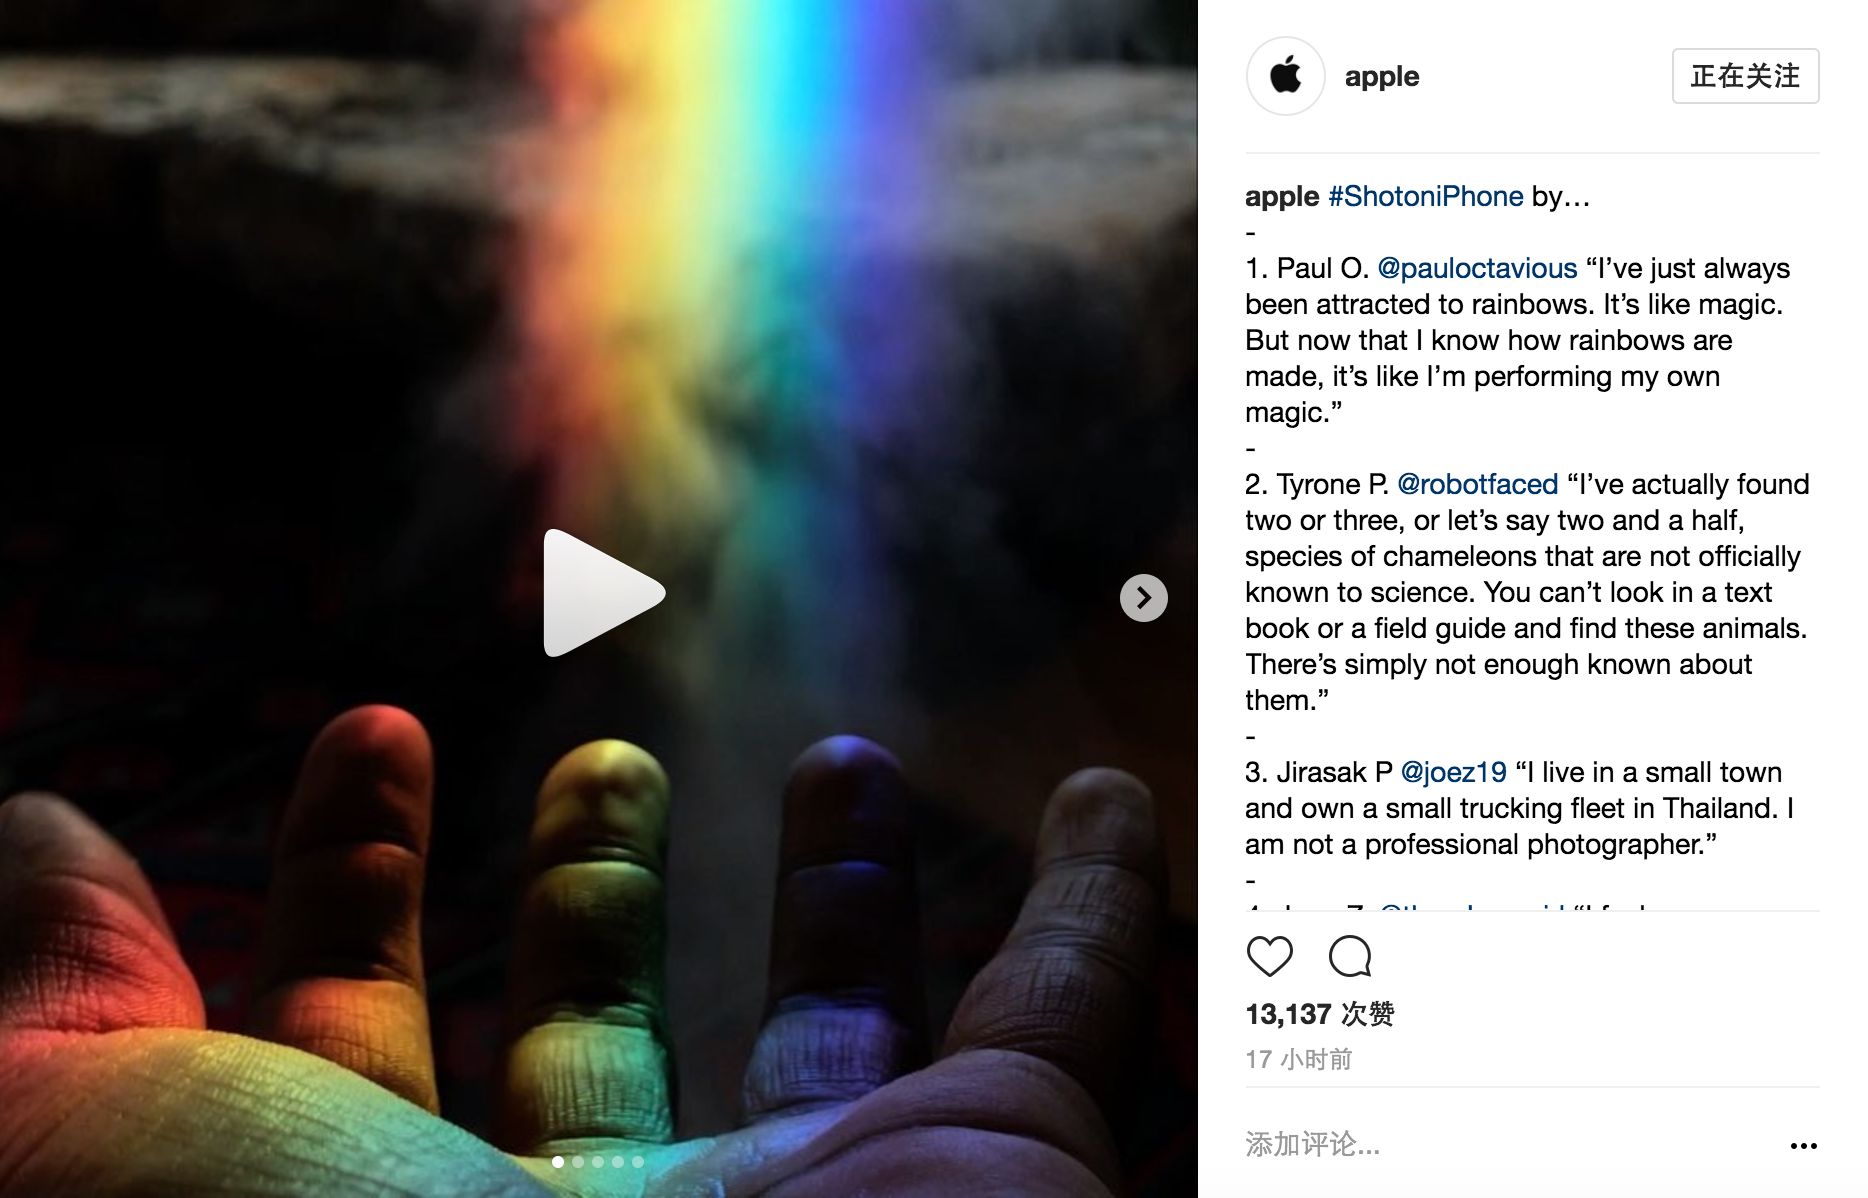 apple
正在关注
apple #ShotoniPhone by…
-
1. Paul O. @pauloctavious “I’ve just always
been attracted to rainbows. It’s like magic.
But now that I know how rainbows are
made, it’s like I’m performing my own
magic.”
-
2. Tyrone P. @robotfaced “I’ve actually found
two or three, or let’s say two and a half,
species of chameleons that are not officially
known to science. You can’t look in a text
book or a field guide and find these animals.
There’s simply not enough known about
them.”
-
3. Jirasak P @joez19 “I live in a small town
and own a small trucking fleet in Thailand. I
am not a professional photographer.”
-
13,137 次赞
17 小时前
添加评论...